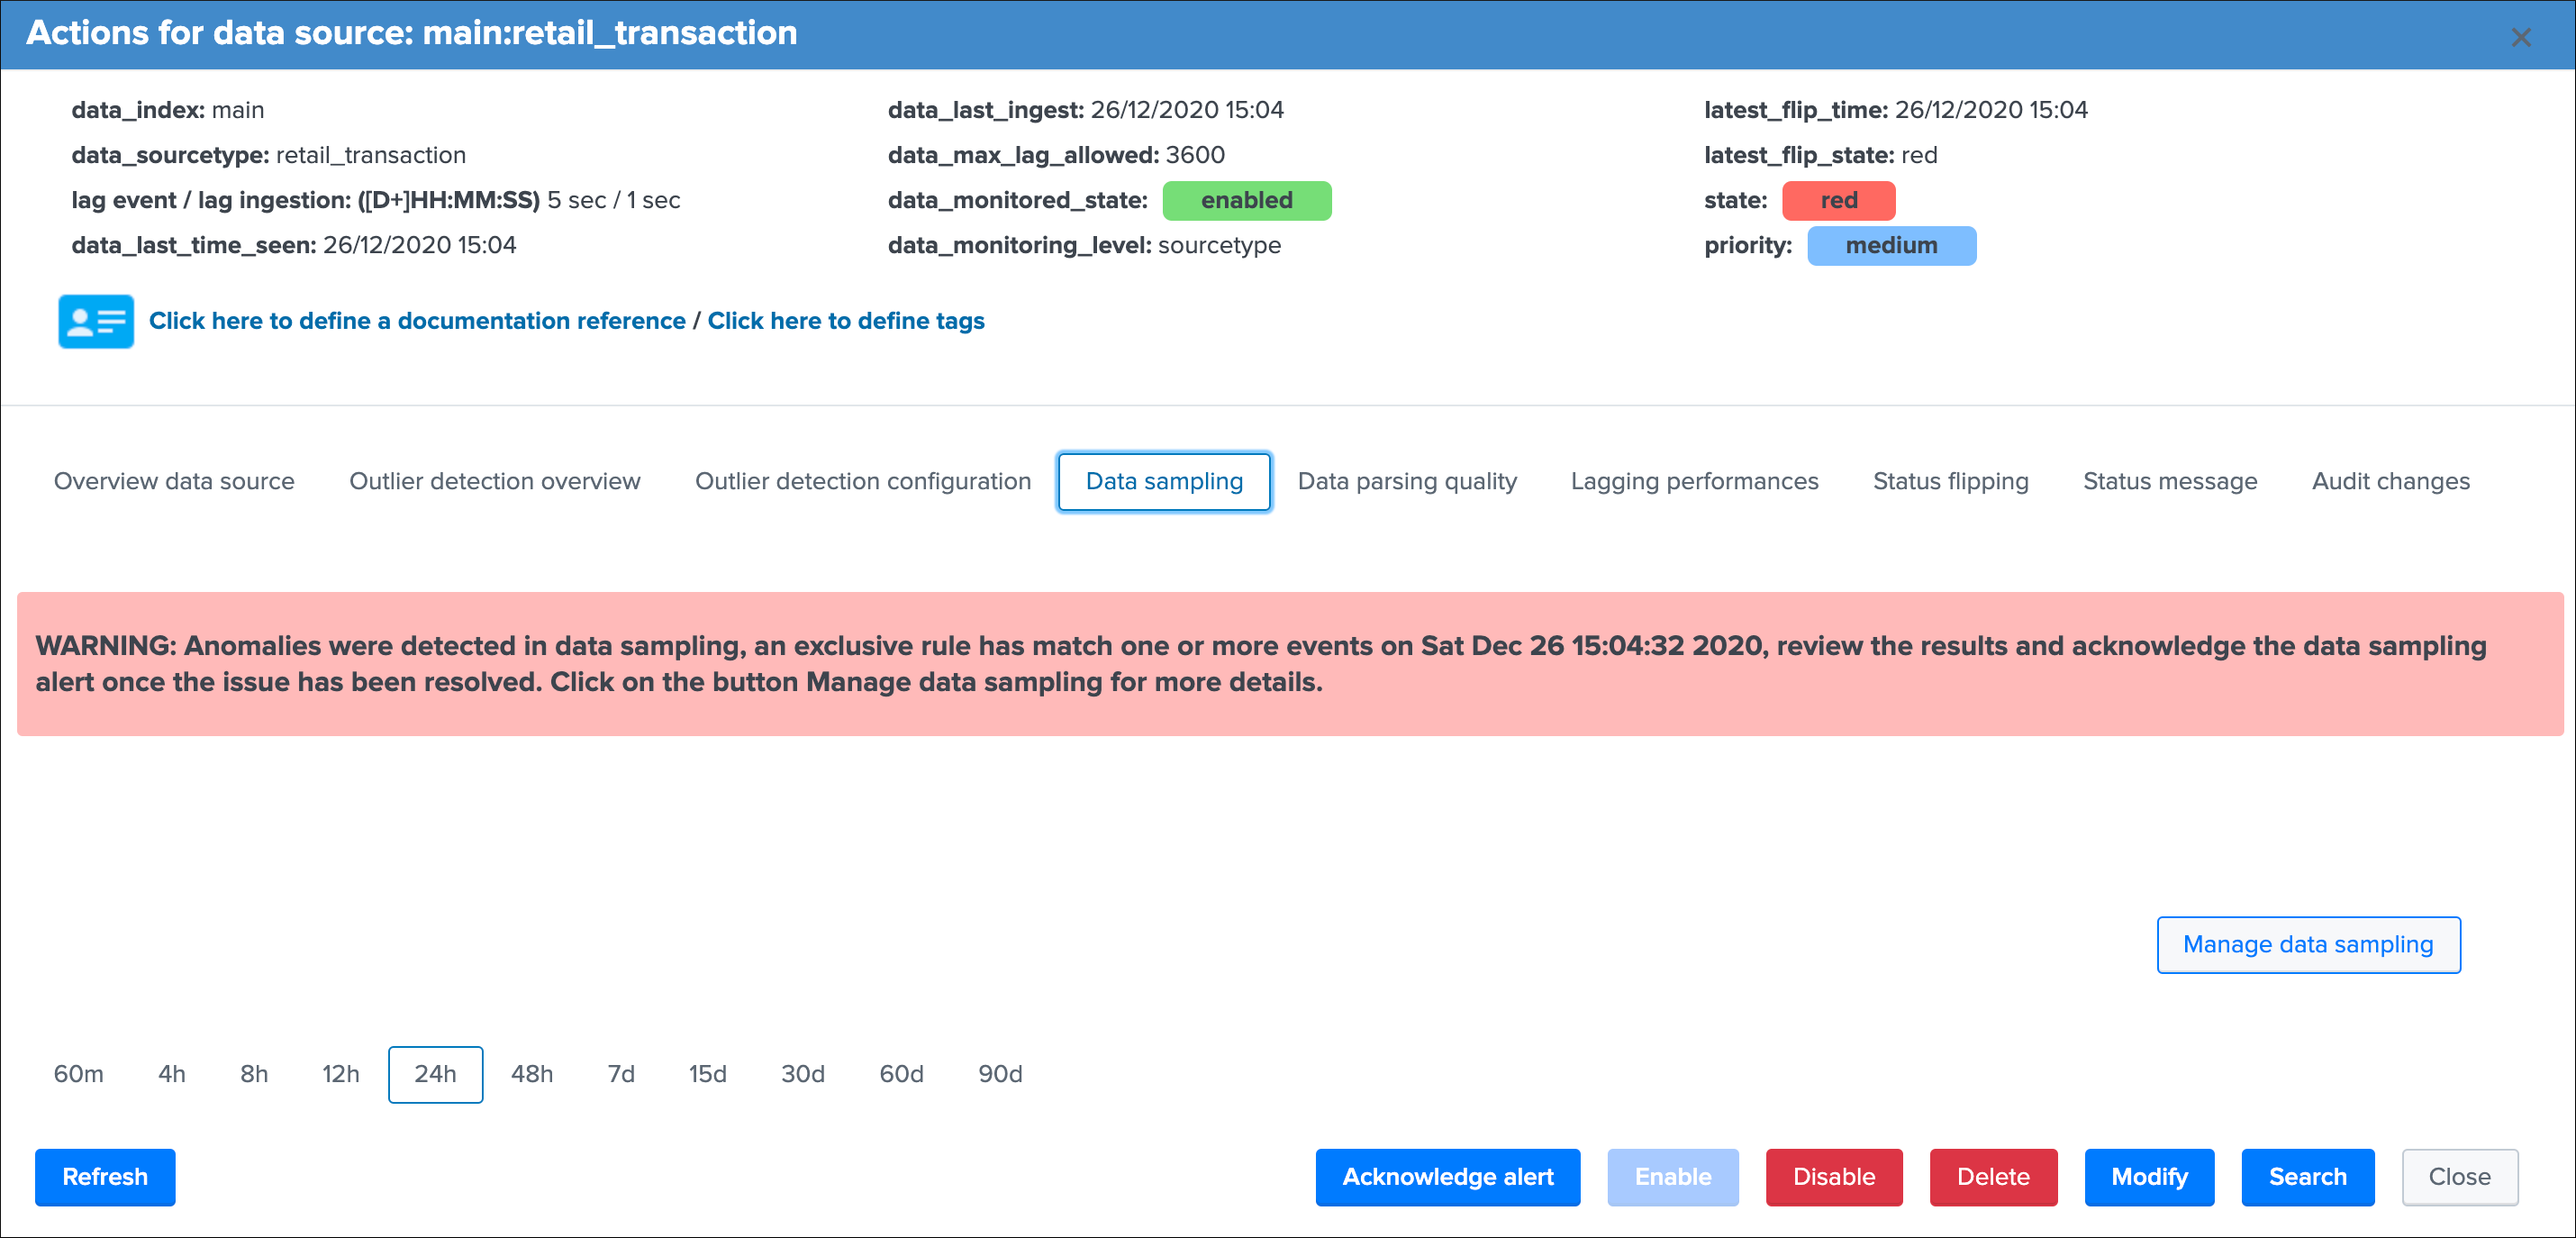 Actions for data source: main:retail_transaction
data_index: main
data_sourcetype: retail_transaction
lag event / lag ingestion: ([D+]HH:MM:SS) 5 sec / 1 sec
data_last_time_seen: 26/12/2020 15:04
data_last_ingest: 26/12/2020 15:04
data_max_lag_allowed: 3600
data_monitored_state: enabled
data_monitoring_level: sourcetype
latest_flip_time: 26/12/2020 15:04
latest_flip_state: red
state: red
priority: medium
Click here to define a documentation reference / Click here to define tags
Overview data source Outlier detection overview Outlier detection configuration Data sampling Data parsing quality Lagging performances Status flipping Status message Audit changes
WARNING: Anomalies were detected in data sampling, an exclusive rule has match one or more events on Sat Dec 26 15:04:32 2020, review the results and acknowledge the data sampling
alert once the issue has been resolved. Click on the button Manage data sampling for more details.
Manage data sampling
60m 4h 8h 12h 24h 48h 7d 15d 30d 60d 90d
Refresh Acknowledge alert Enable Disable Delete Modify Search Close